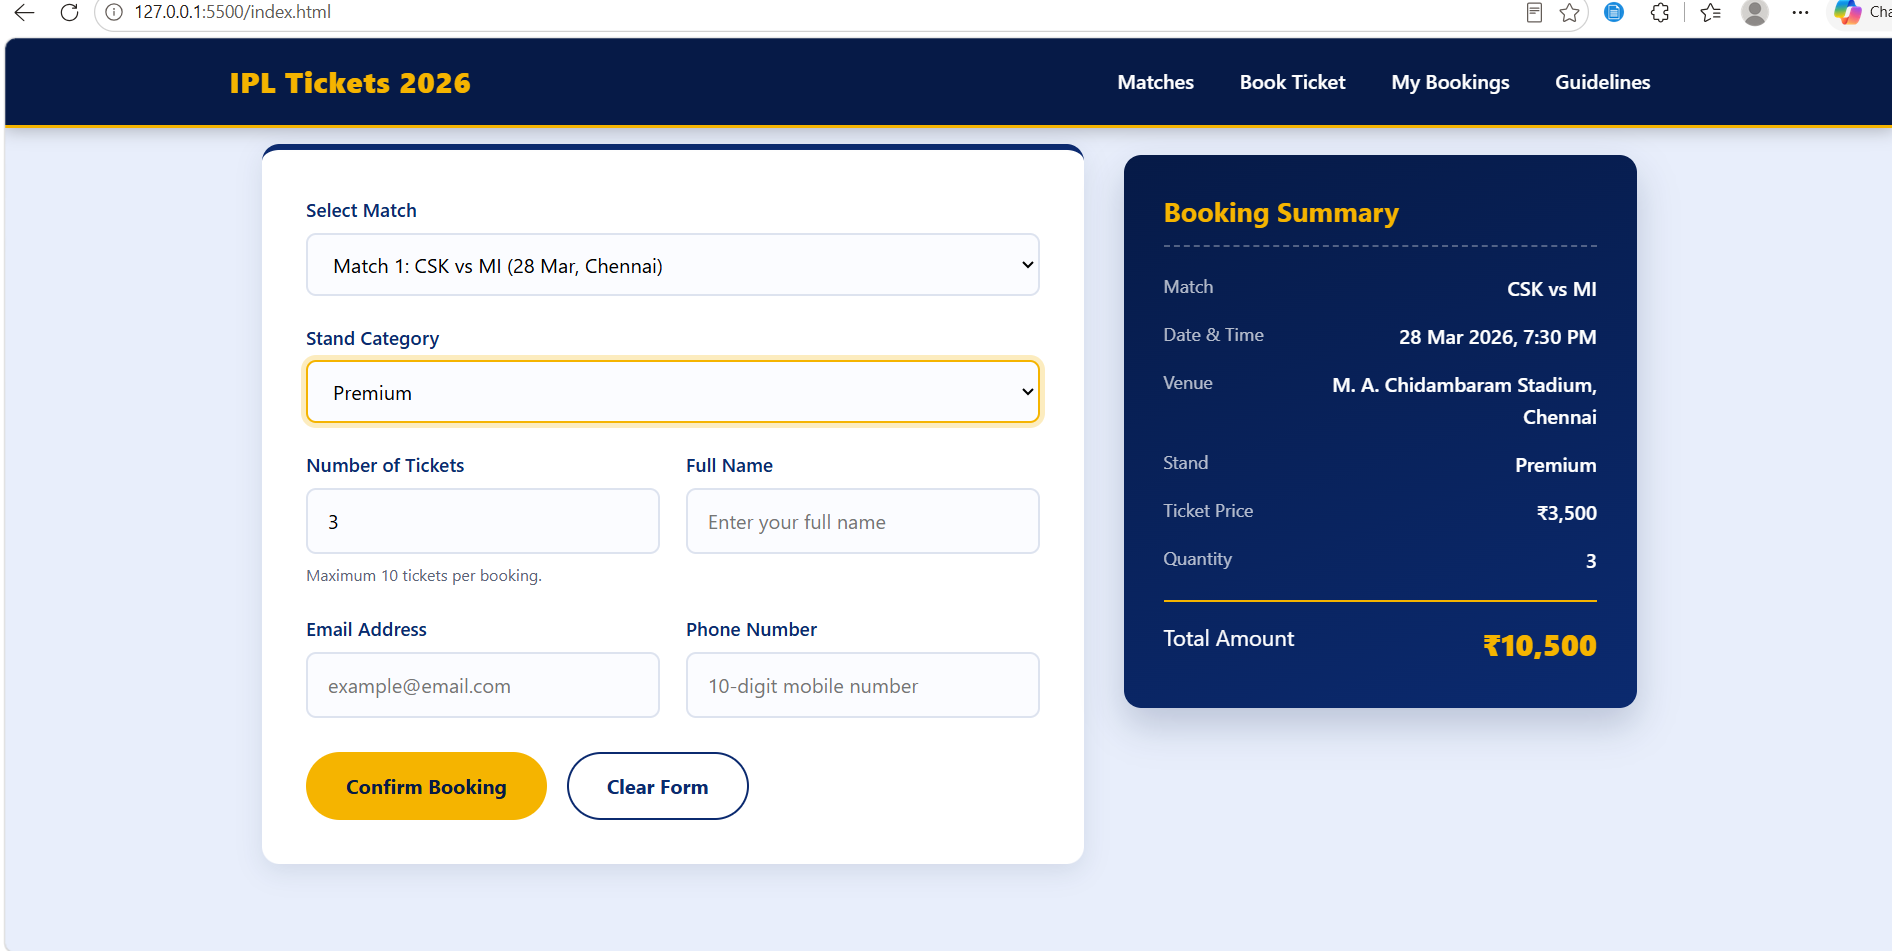 127.0.0.1:5500/index.html
Cha
IPL Tickets 2026
Matches
Book Ticket
My Bookings
Guidelines
Select Match
Match 1: CSK vs MI (28 Mar, Chennai)
Stand Category
Premium
Number of Tickets
Full Name
3
Enter your full name
Maximum 10 tickets per booking.
Email Address
Phone Number
example@email.com
10-digit mobile number
Confirm Booking
Clear Form
Booking Summary
Match
CSK vs MI
Date & Time
28 Mar 2026, 7:30 PM
Venue
M. A. Chidambaram Stadium,
Chennai
Stand
Premium
Ticket Price
₹3,500
Quantity
3
Total Amount
₹10,500